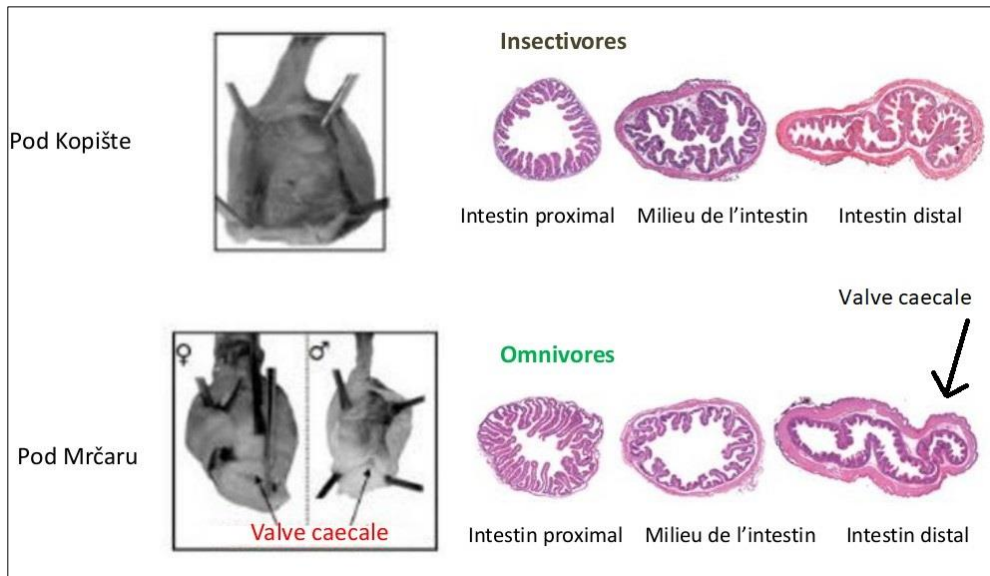 Insectivores
Pod Kopište
Intestin proximal
Milieu de l’intestin
Intestin distal
Valve caecale
Omnivores
♀
♂
Pod Mrčaru
Valve caecale
Intestin proximal
Milieu de l’intestin
Intestin distal